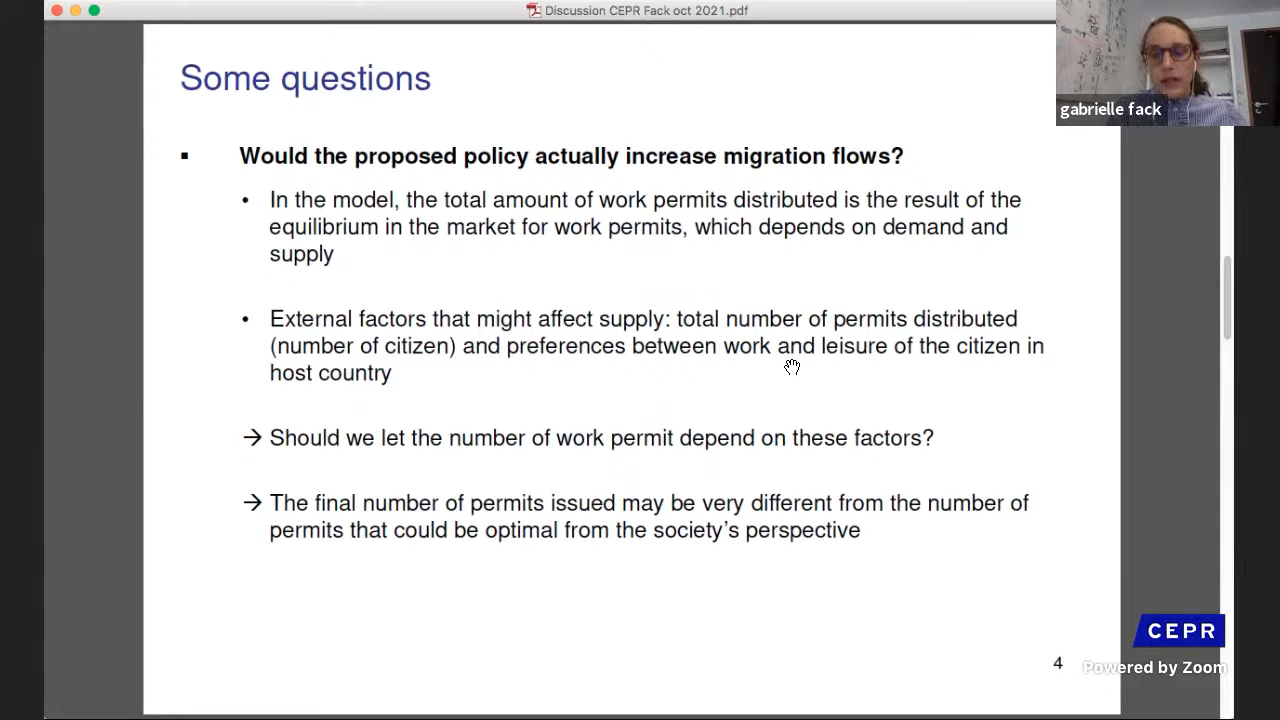 Discussion CEPR Fack oct 2021.pdf
Some questions
gabrielle fack
▪ Would the proposed policy actually increase migration flows?
• In the model, the total amount of work permits distributed is the result of the
equilibrium in the market for work permits, which depends on demand and
supply
• External factors that might affect supply: total number of permits distributed
(number of citizen) and preferences between work and leisure of the citizen in
host country
→ Should we let the number of work permit depend on these factors?
→ The final number of permits issued may be very different from the number of
permits that could be optimal from the society's perspective
CEPR
4
Powered by Zoom